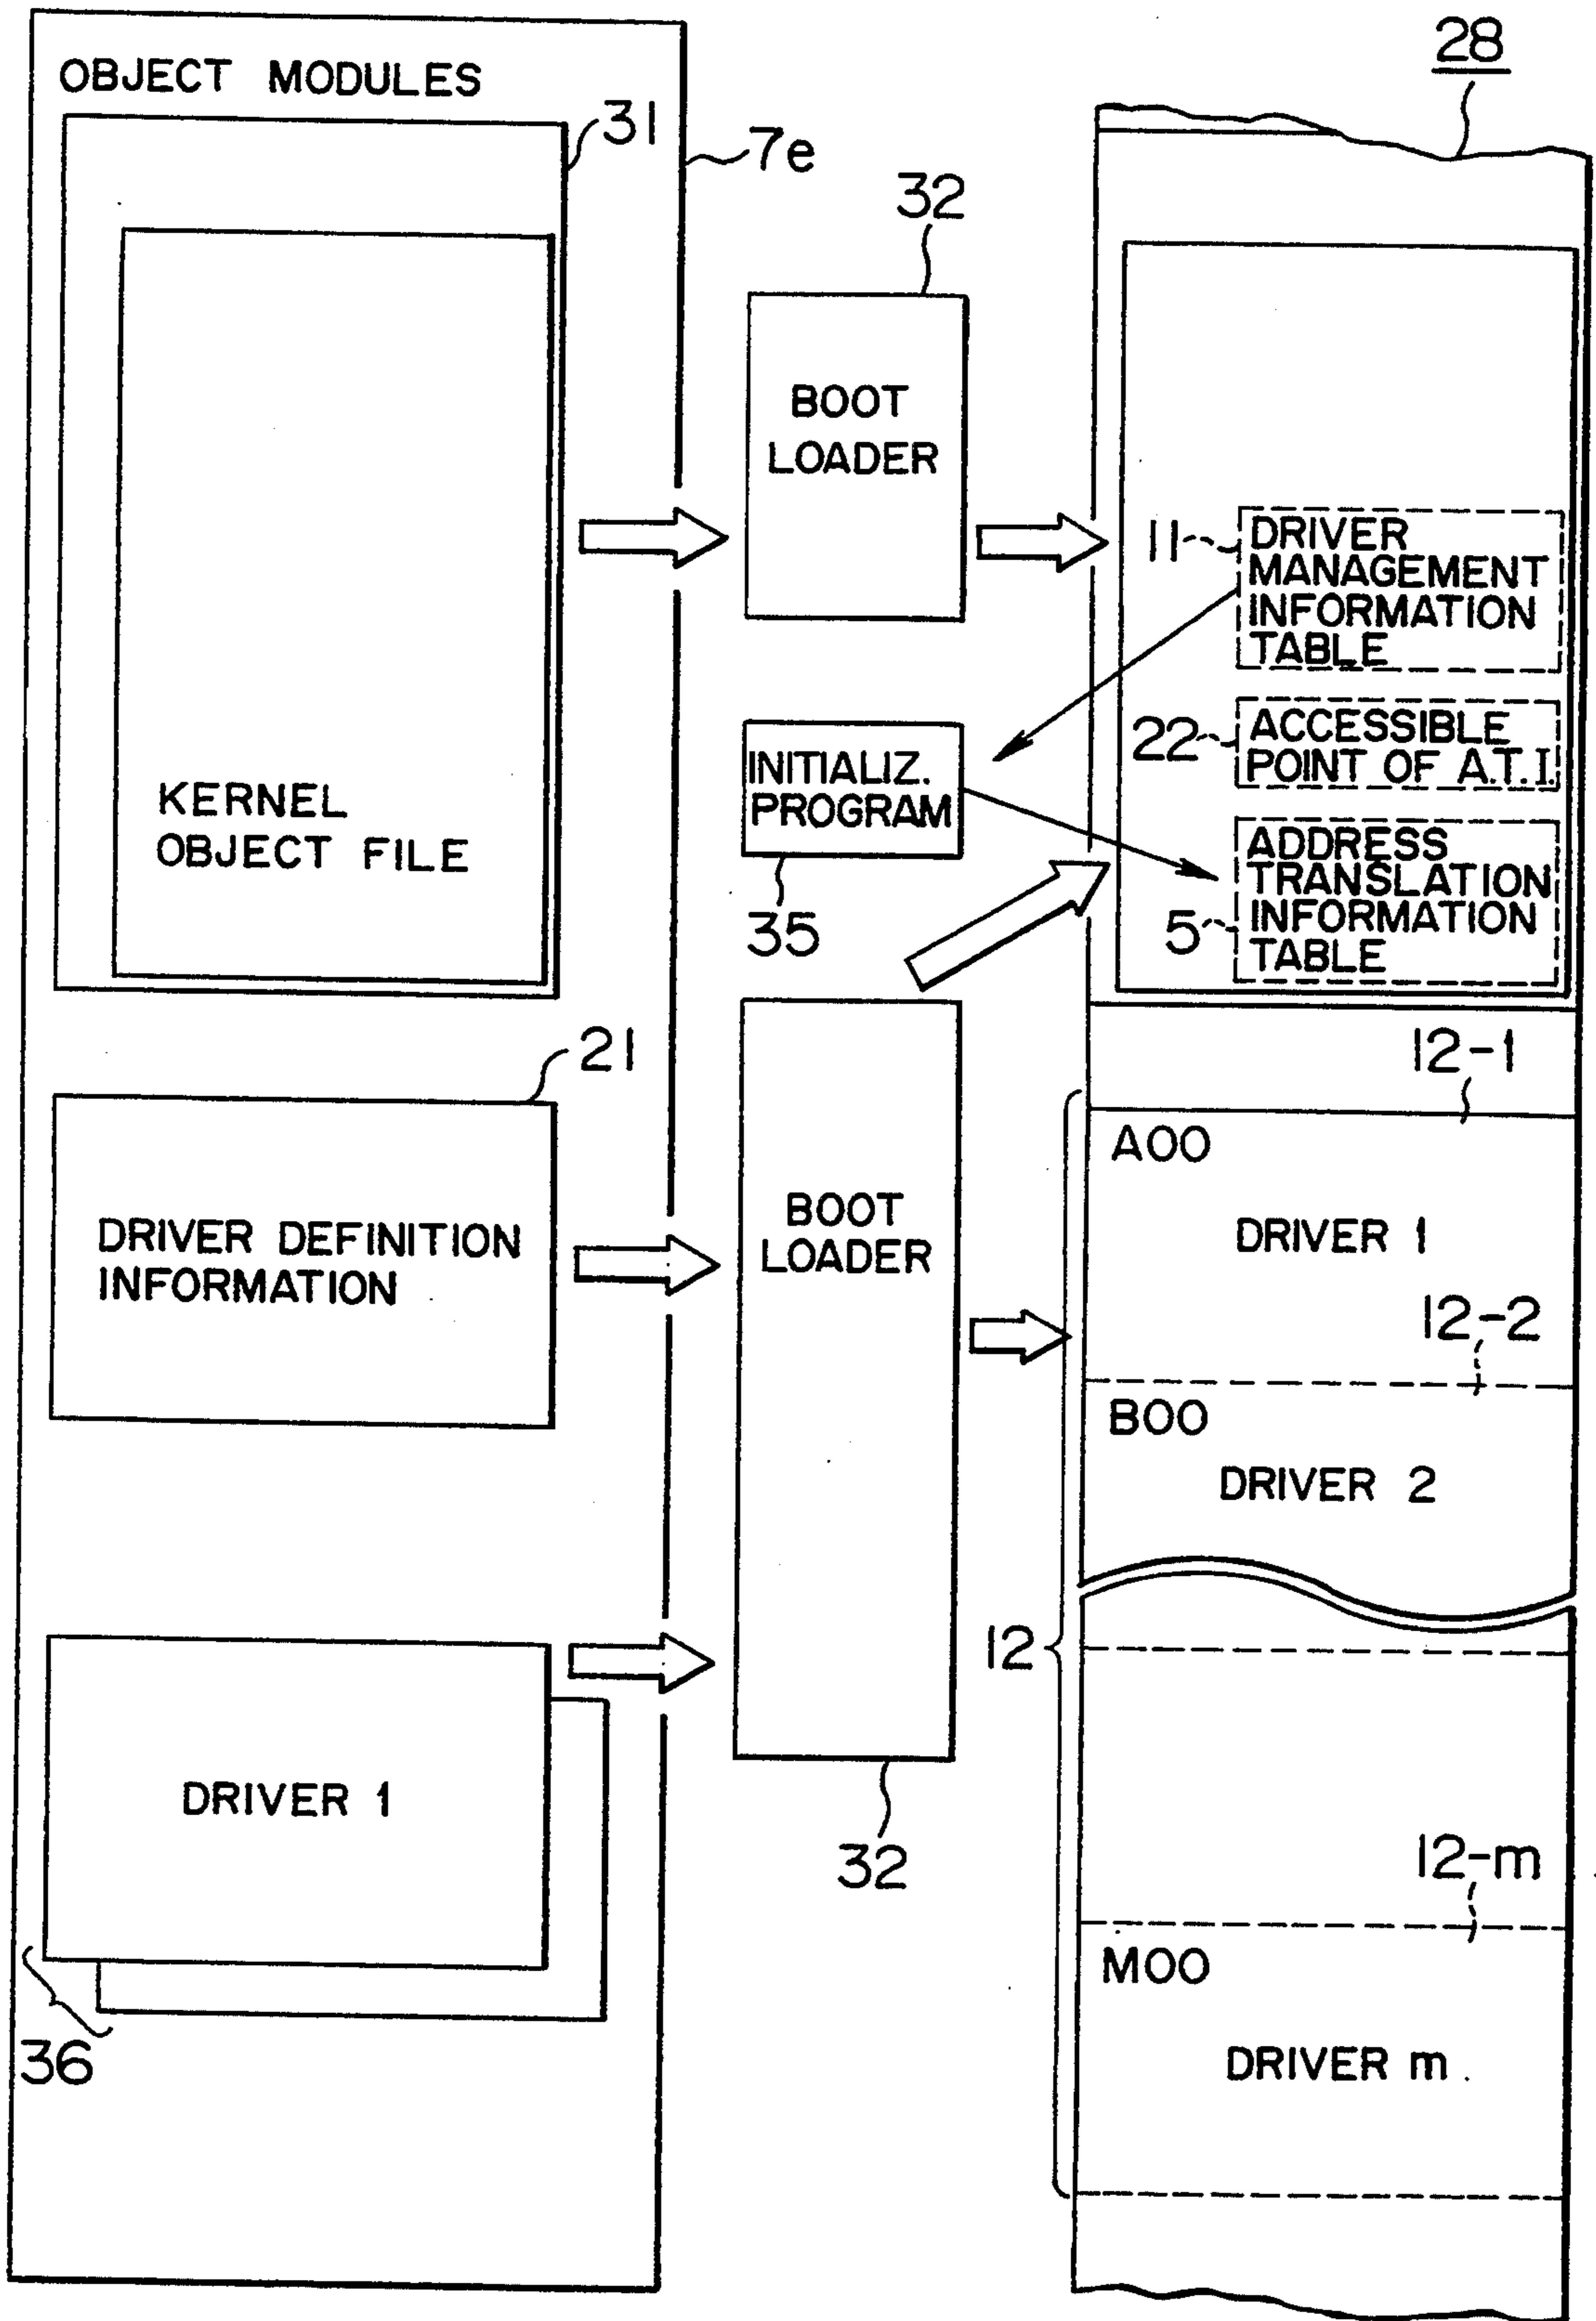 OBJECT MODULES
31
7e
KERNEL
OBJECT FILE
21
DRIVER DEFINITION
INFORMATION
DRIVER 1
36
32
BOOT
LOADER
INITIALIZ.
PROGRAM
35
BOOT
LOADER
32
28
11
DRIVER
MANAGEMENT
INFORMATION
TABLE
22
ACCESSIBLE
POINT OF A.T.I.
5
ADDRESS
TRANSLATION
INFORMATION
TABLE
12-1
A00
DRIVER 1
12-2
B00
DRIVER 2
12
12-m
M00
DRIVER m